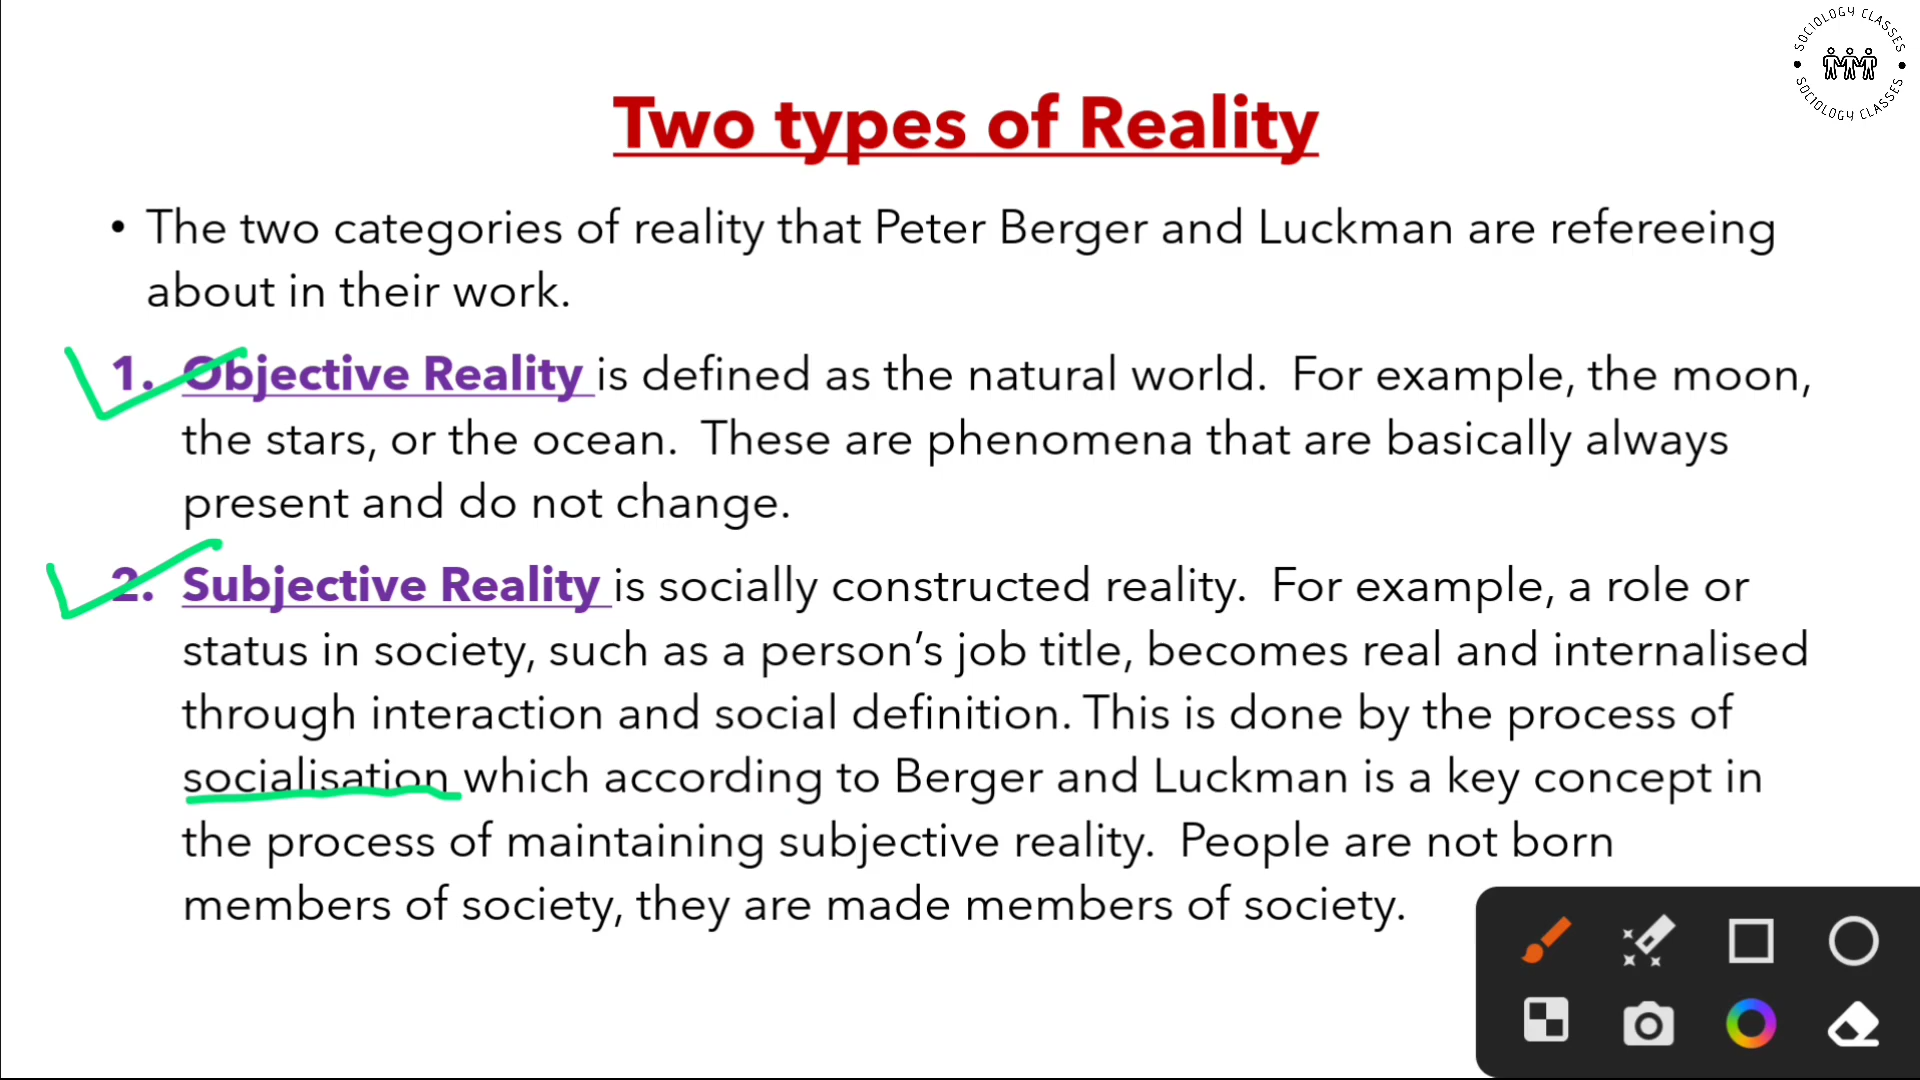 SOCIOLOGY CLASSES
SOCIOLOGY CLASSES
Two types of Reality
• The two categories of reality that Peter Berger and Luckman are refereeing
about in their work.
1. Objective Reality is defined as the natural world. For example, the moon,
the stars, or the ocean. These are phenomena that are basically always
present and do not change.
2. Subjective Reality is socially constructed reality. For example, a role or
status in society, such as a person’s job title, becomes real and internalised
through interaction and social definition. This is done by the process of
socialisation which according to Berger and Luckman is a key concept in
the process of maintaining subjective reality. People are not born
members of society, they are made members of society.